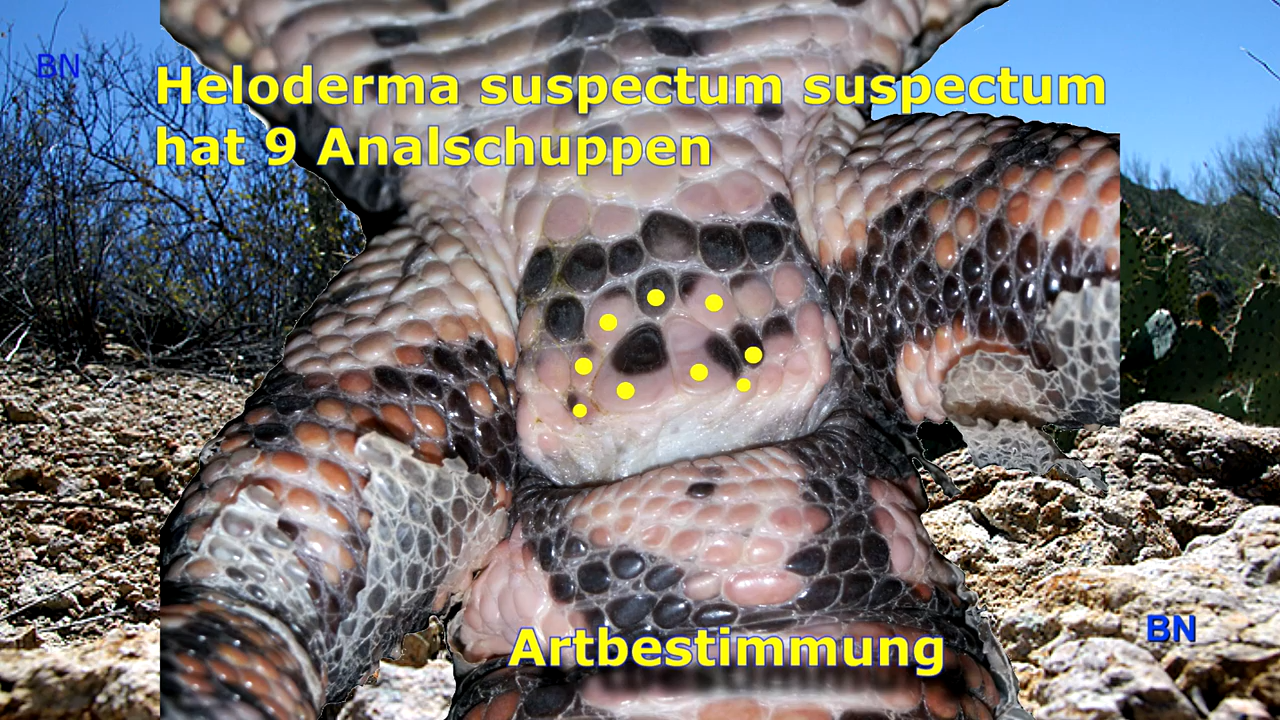 BN
Heloderma suspectum suspectum
hat 9 Analschuppen
BN
Artbestimmung